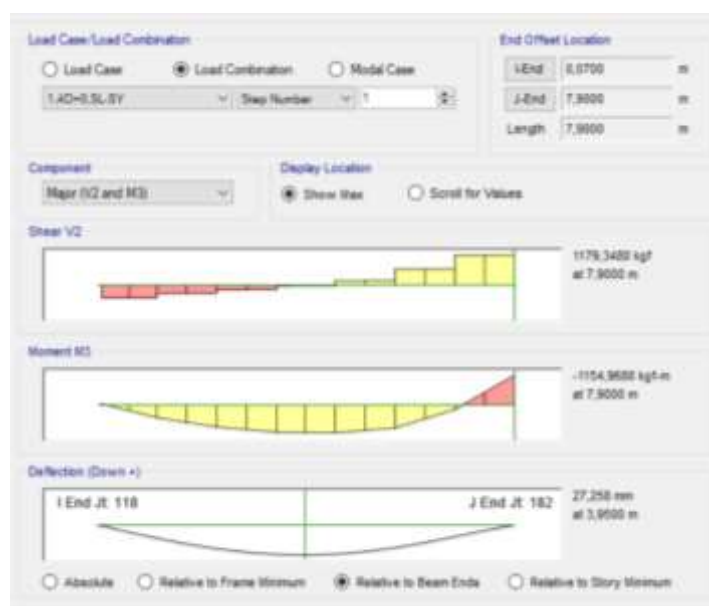 Load Case/Load Combination
End Offset Location
Load Case
Load Combination
Modal Case
I-End
0,0700
m
Step Number
1
J-End
7,9000
m
Length
7,9000
m
Component
Display Location
Major (V2 and M3)
Show Max
Scroll for Values
Shear V2
1179,3480 kgf
at 7,9000 m
Moment M3
kgf-m
at 7,9000 m
Deflection (Down +)
I End Jt: 118
J End Jt: 182
27,258 mm
at 3,9500 m
Absolute
Relative to Frame Minimum
Relative to Beam Ends
Relative to Story Minimum